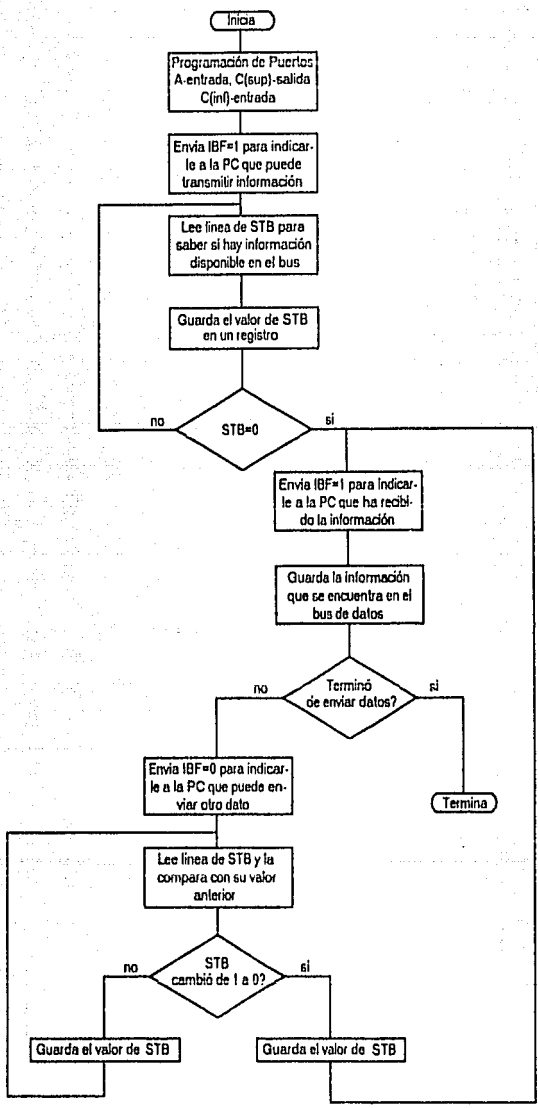 Inicia
Programación de Puertos
A-entrada, C(sup)-salida
C(inf)-entrada
Envia IBF=1 para indicar-
le a la PC que puede
transmitir información
Lee linea de STB para
saber si hay información
disponible en el bus
Guarda el valor de STB
en un registro
no
STB=0
si
Envia IBF=1 para Indicar-
le a la PC que ha recibi-
do la información
Guarda la información
que se encuentra en el
bus de datos
no
Terminó
de enviar datos?
si
Envia IBF=0 para indicar-
le a la PC que puede en-
viar otro dato
Termina
Lee linea de STB y la
compara con su valor
anterior
no
STB
cambió de 1 a 0?
si
Guarda el valor de STB
Guarda el valor de STB